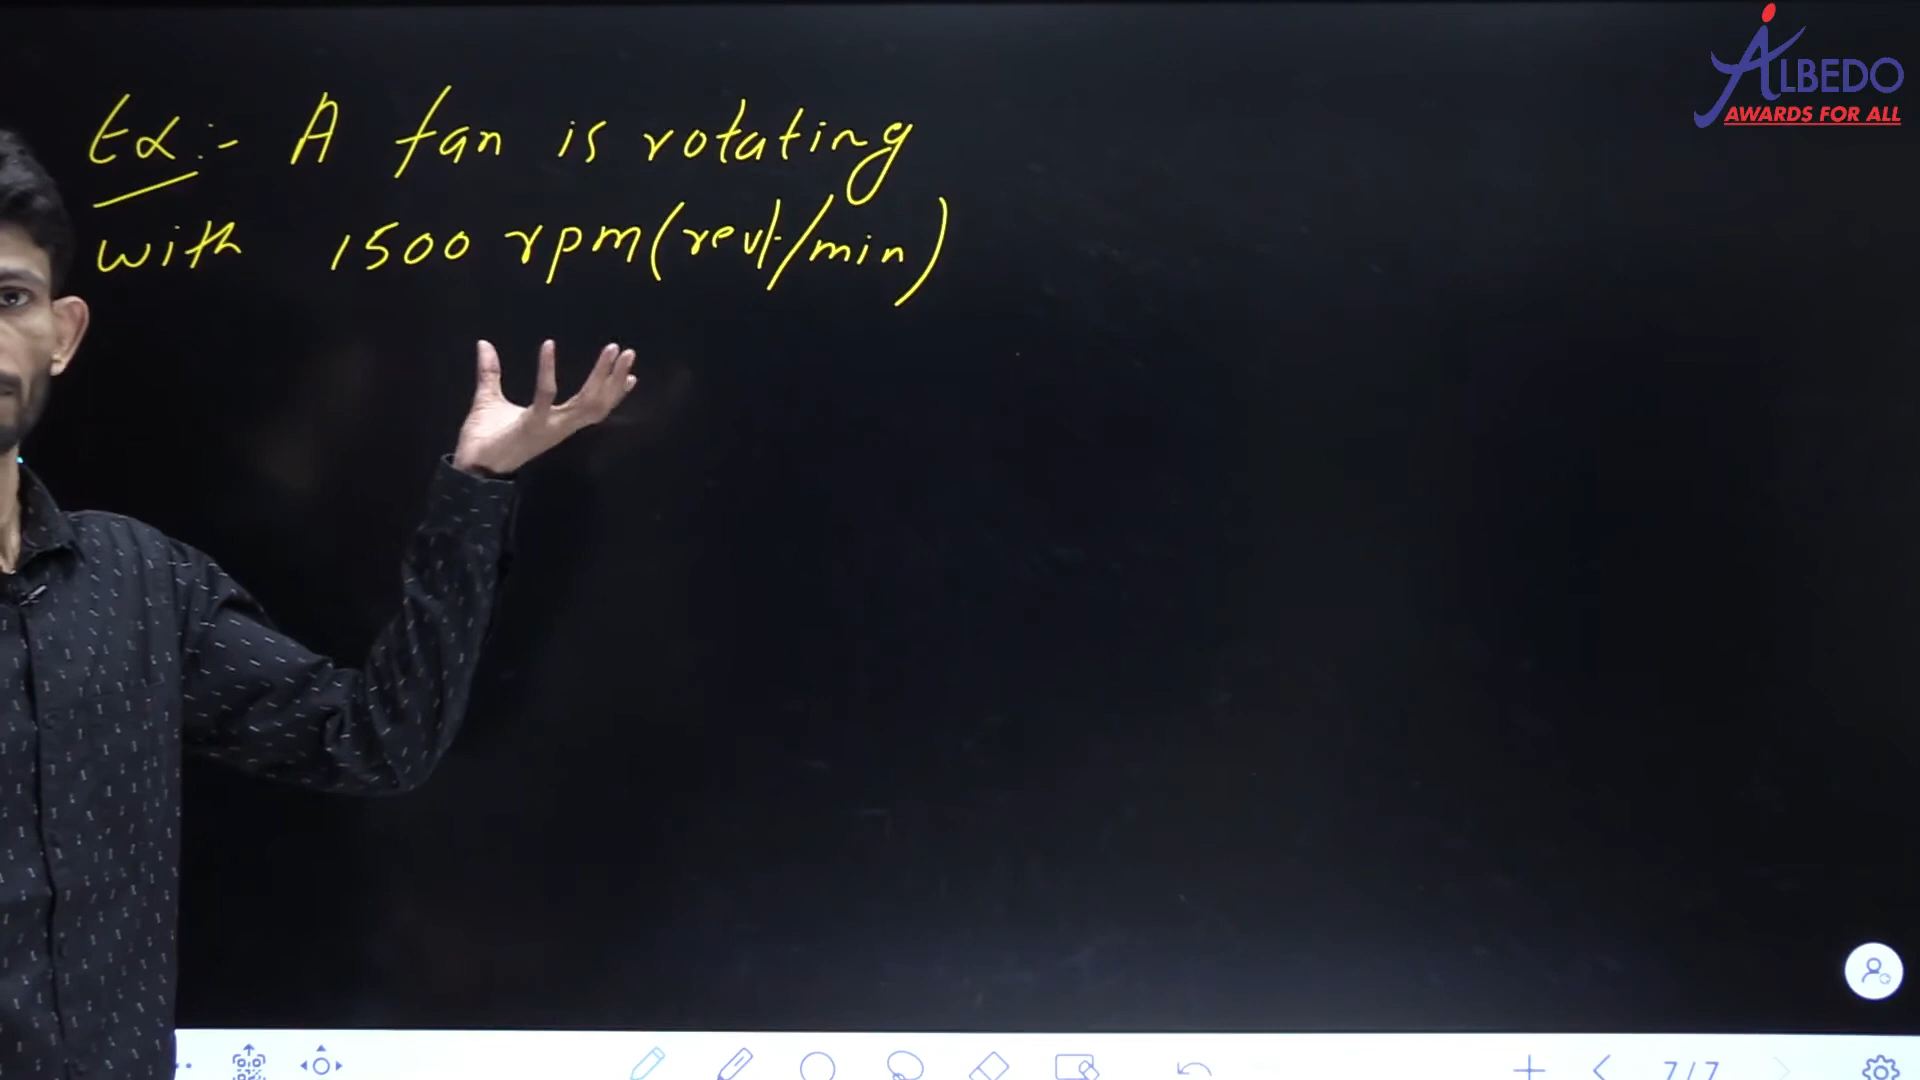 ALBEDO
AWARDS FOR ALL
Ex:- A fan is rotating
with 1500 rpm (revl./min)
7/7